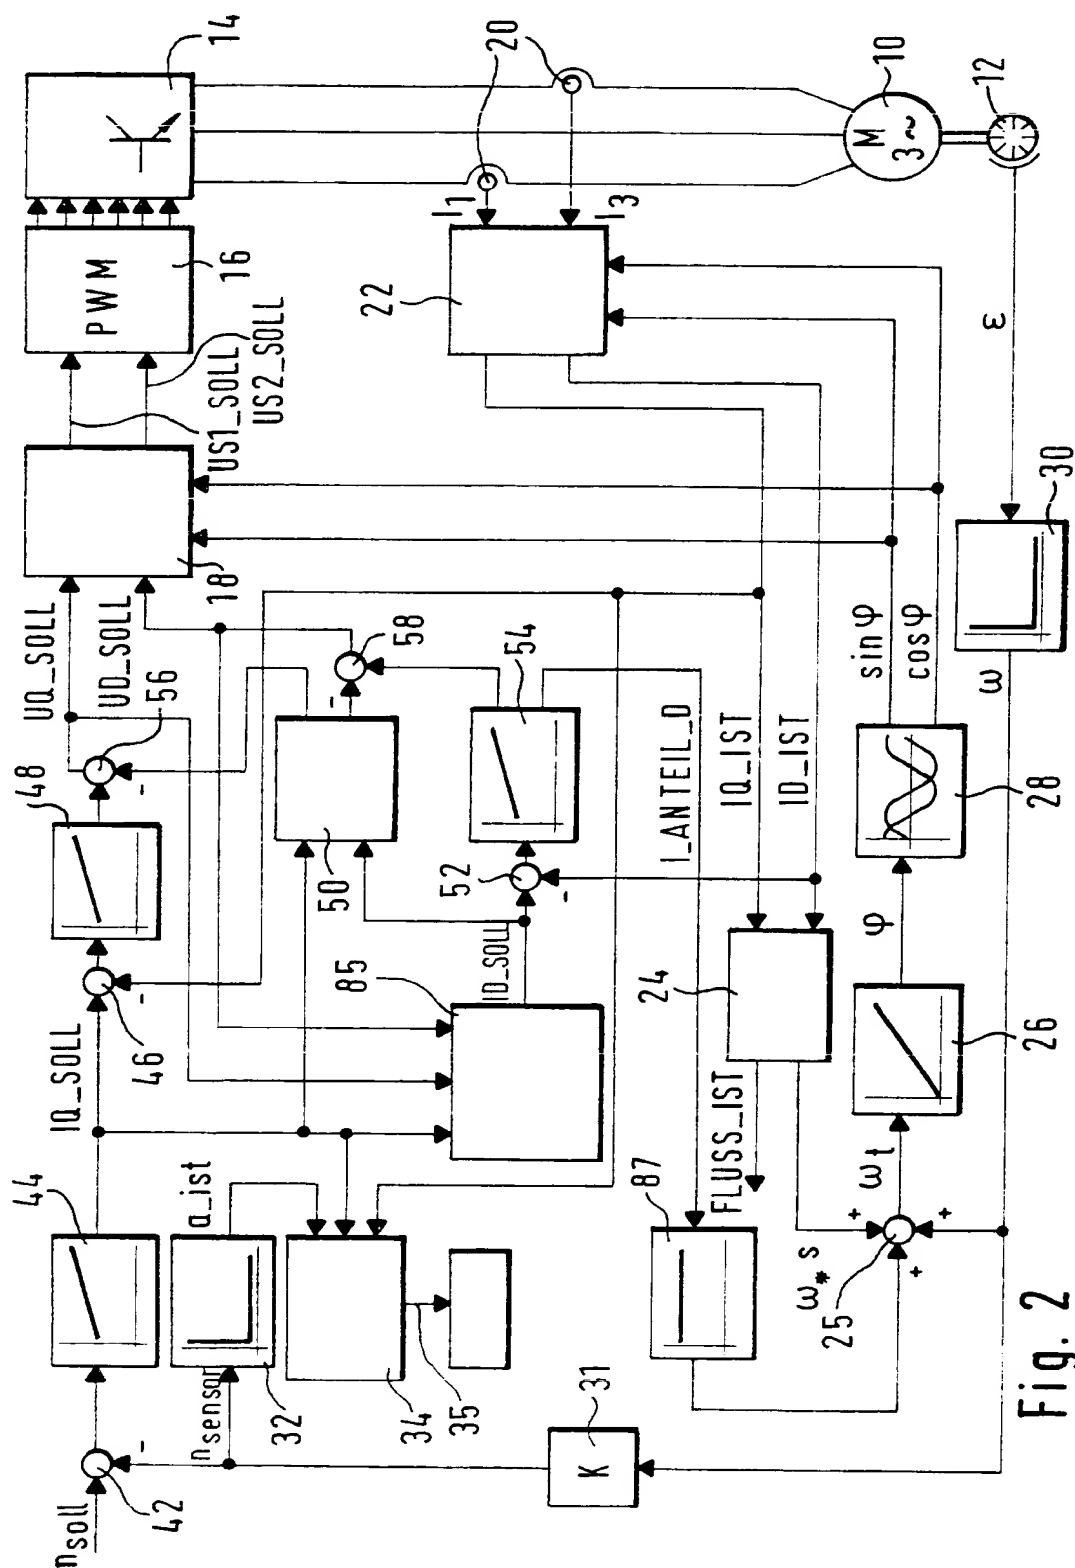 n_soll
42
-
44
IQ_SOLL
46
-
48
56
-
UQ_SOLL
UD_SOLL
18
US1_SOLL
US2_SOLL
PWM
16
14
n_sensor
32
a_ist
34
35
85
ID_SOLL
50
52
-
54
58
-
22
I1
I3
20
K
31
87
I_ANTEIL_D
FLUSS_IST
IQ_IST
ID_IST
24
ω*s
25
+
+
+
ωt
26
φ
28
sin φ
cos φ
ω
30
ε
M
3~
10
12
Fig. 2